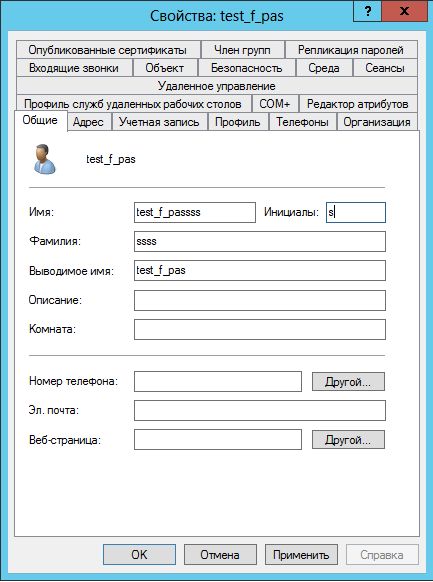 Свойства: test_f_pas
?
X
Опубликованные сертификаты Член групп Репликация паролей
Входящие звонки Объект Безопасность Среда Сеансы
Удаленное управление
Профиль служб удаленных рабочих столов COM+ Редактор атрибутов
Общие Адрес Учетная запись Профиль Телефоны Организация
test_f_pas
Имя: test_f_passss Инициалы: s
Фамилия: ssss
Выводимое имя: test_f_pas
Описание:
Комната:
Номер телефона: Другой...
Эл. почта:
Веб-страница: Другой...
OK Отмена Применить Справка